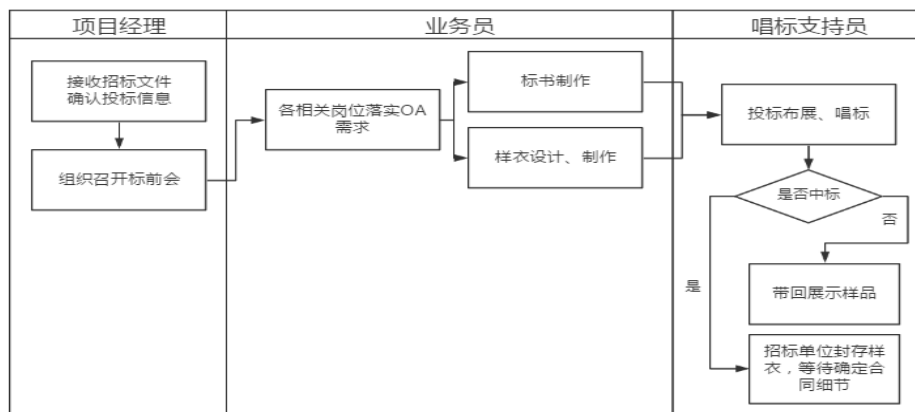 项目经理
业务员
唱标支持员
接收招标文件
确认投标信息
组织召开标前会
各相关岗位落实OA
需求
标书制作
样衣设计、制作
投标布展、唱标
是否中标
否
是
带回展示样品
招标单位封存样
衣，等待确定合
同细节